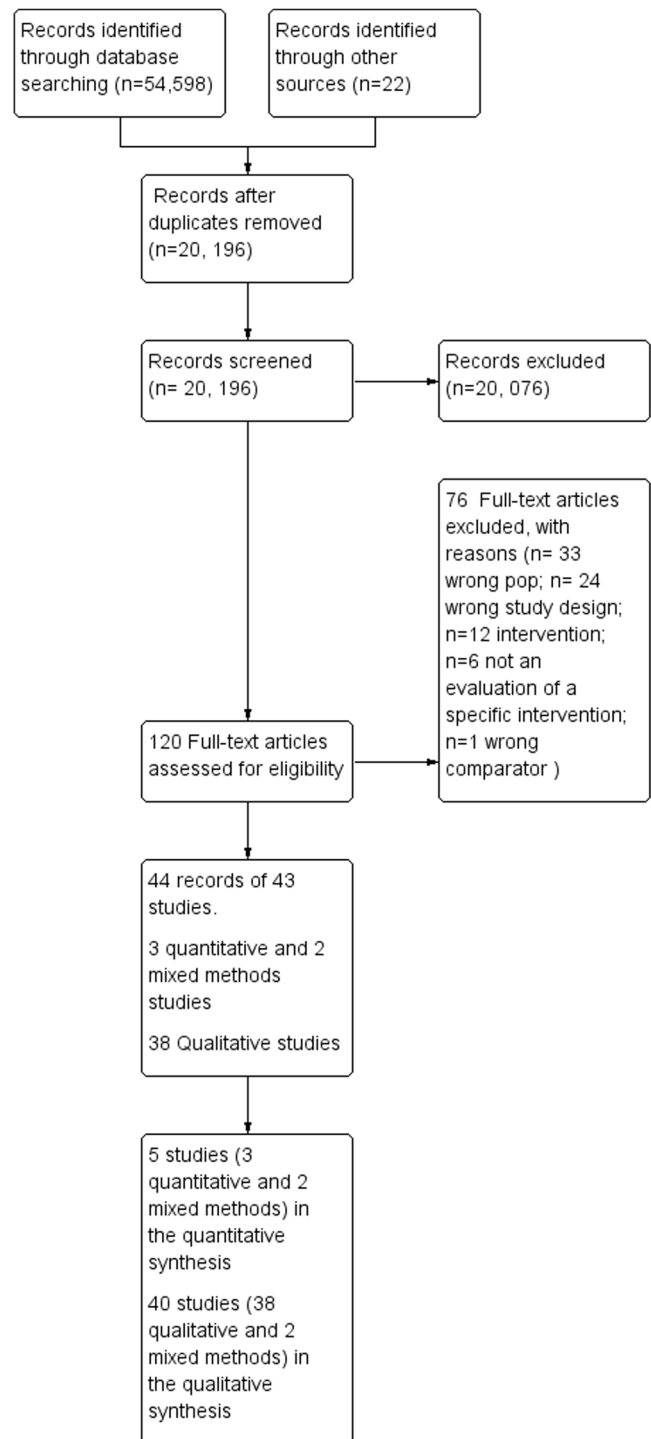 Records identified
through database
searching (n=54,598)
Records identified
through other
sources (n=22)
Records after
duplicates removed
(n=20, 196)
Records screened
(n= 20, 196)
Records excluded
(n=20, 076)
76  Full-text articles
excluded, with
reasons (n= 33
wrong pop; n= 24
wrong study design;
n=12 intervention;
n=6 not an
evaluation of a
specific intervention;
n=1 wrong
comparator )
120 Full-text articles
assessed for eligibility
44 records of 43
studies.
3 quantitative and 2
mixed methods
studies
38 Qualitative studies
5 studies (3
quantitative and 2
mixed methods) in
the quantitative
synthesis
40 studies (38
qualitative and 2
mixed methods) in
the qualitative
synthesis